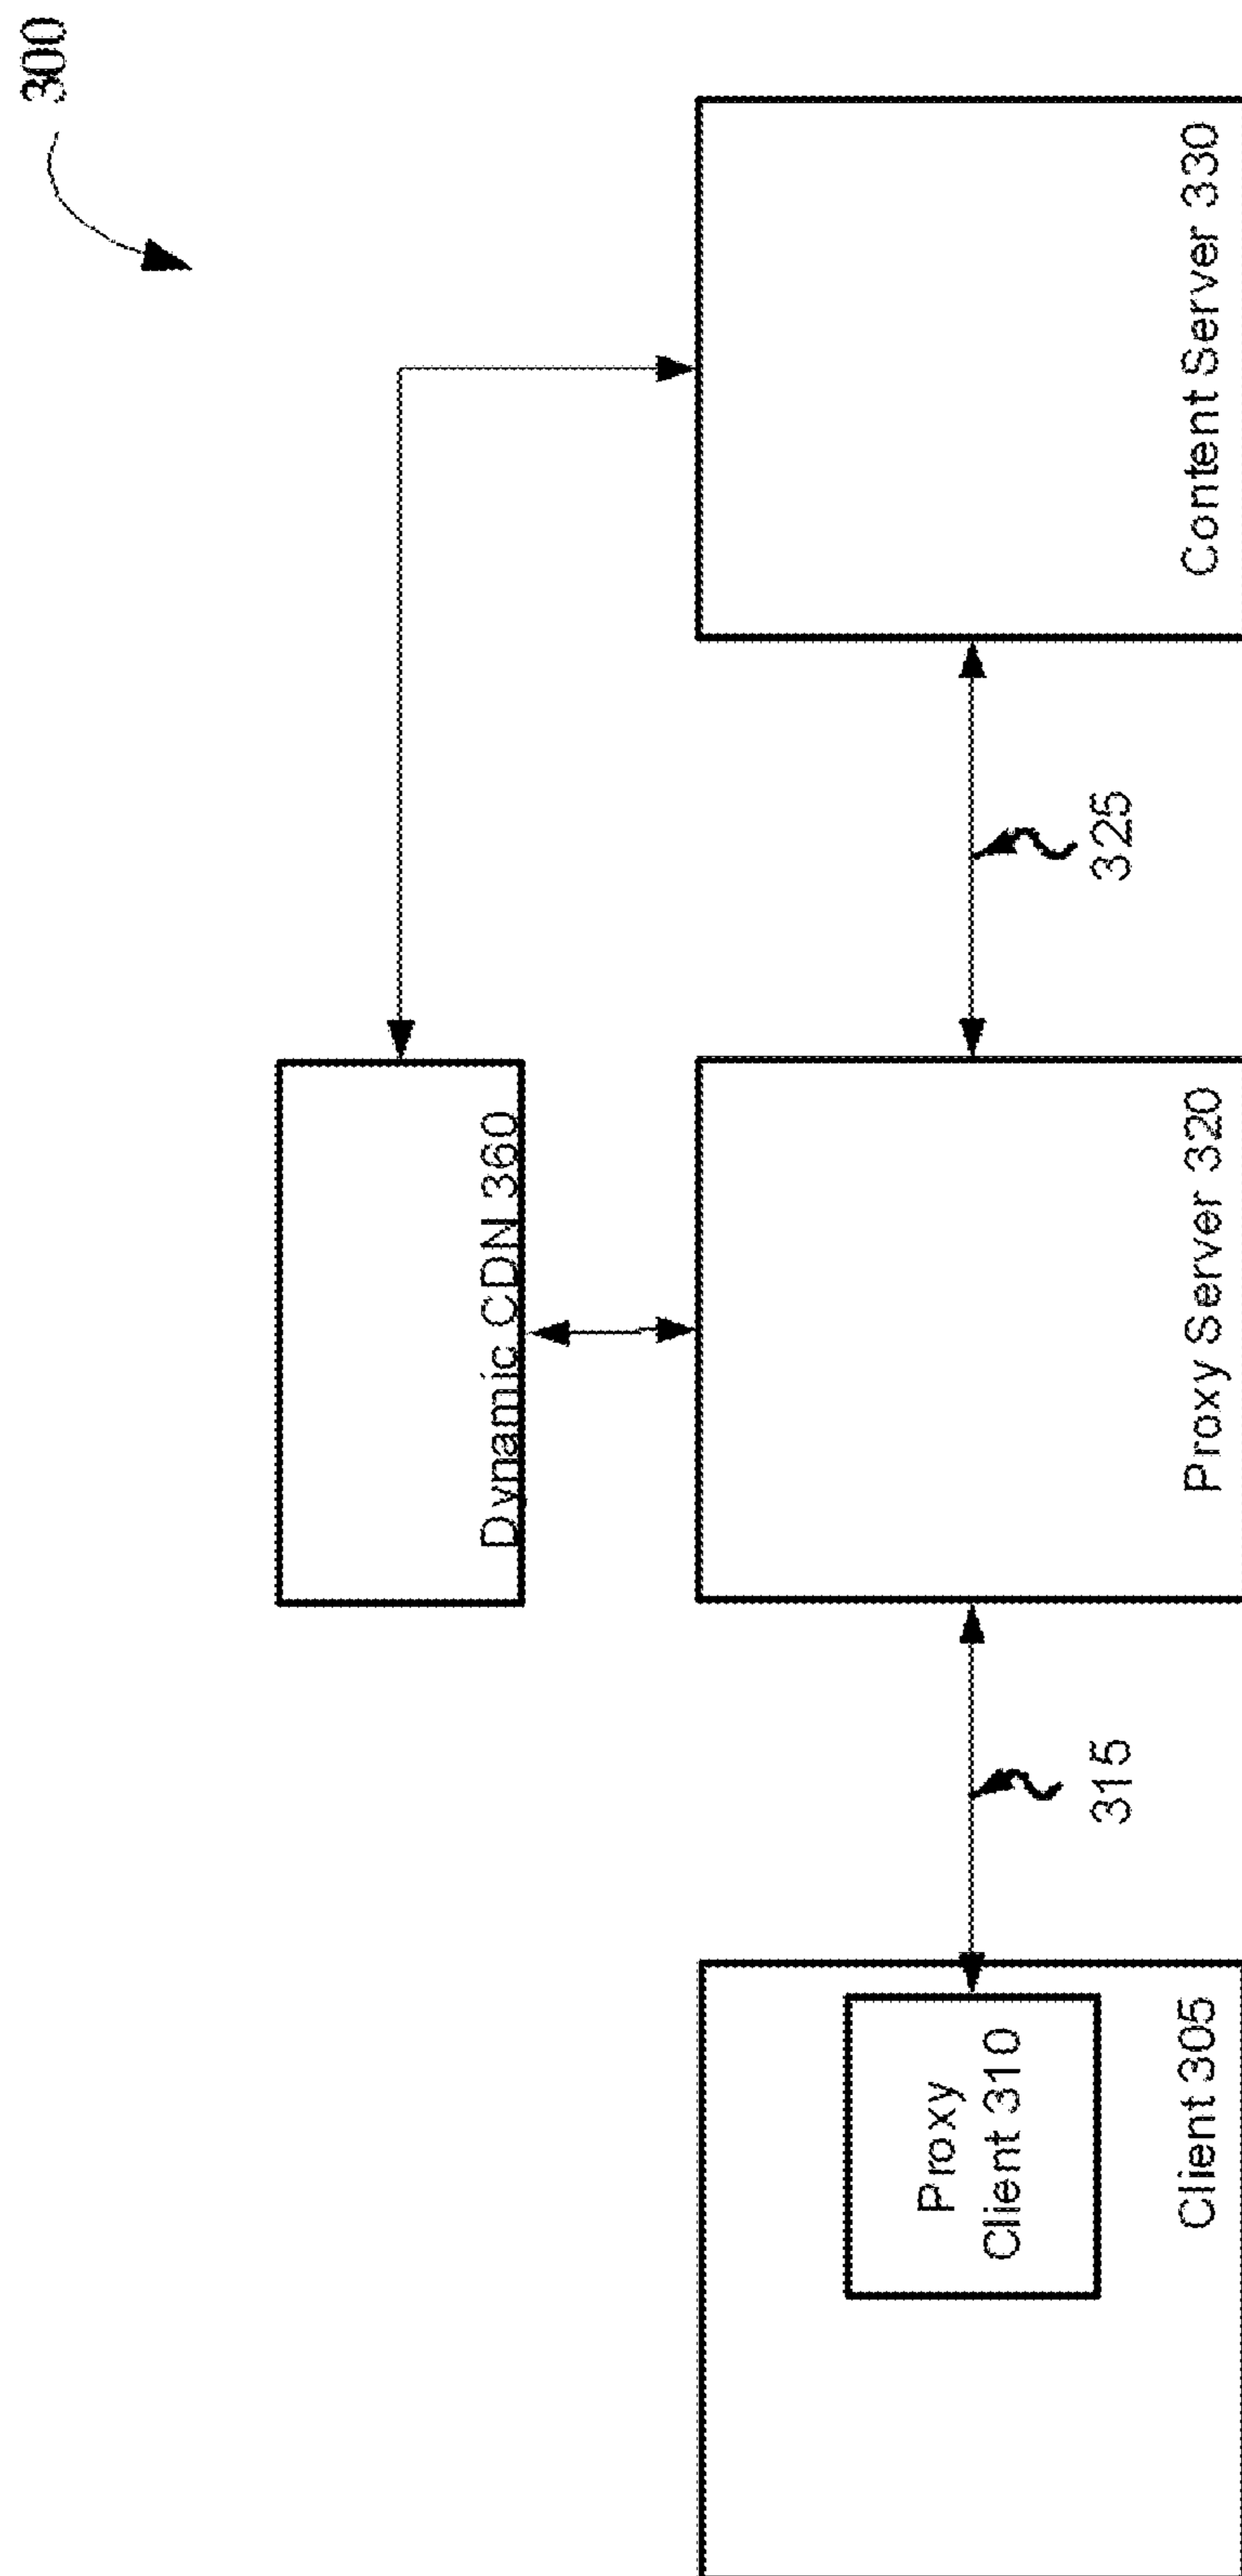 300
Dynamic CDN 360
Proxy
Client 310
Client 305
315
Proxy Server 320
325
Content Server 330